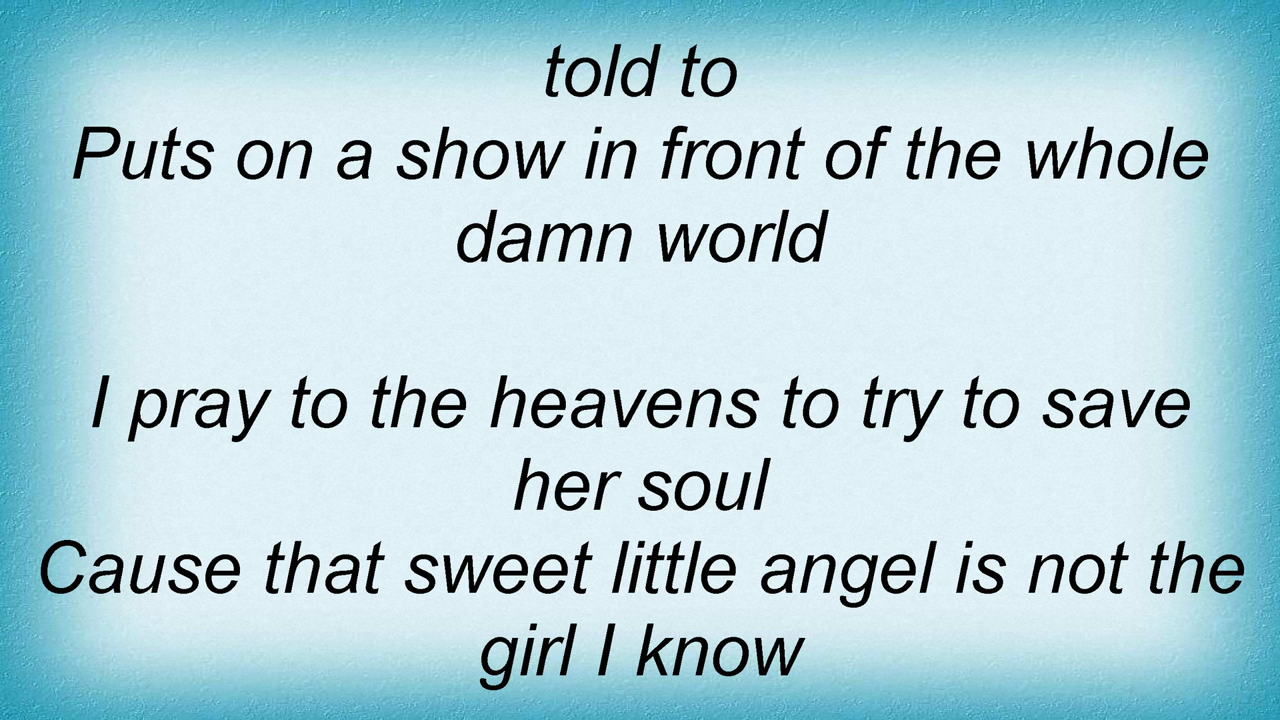 told to
Puts on a show in front of the whole
damn world
I pray to the heavens to try to save
her soul
Cause that sweet little angel is not the
girl I know